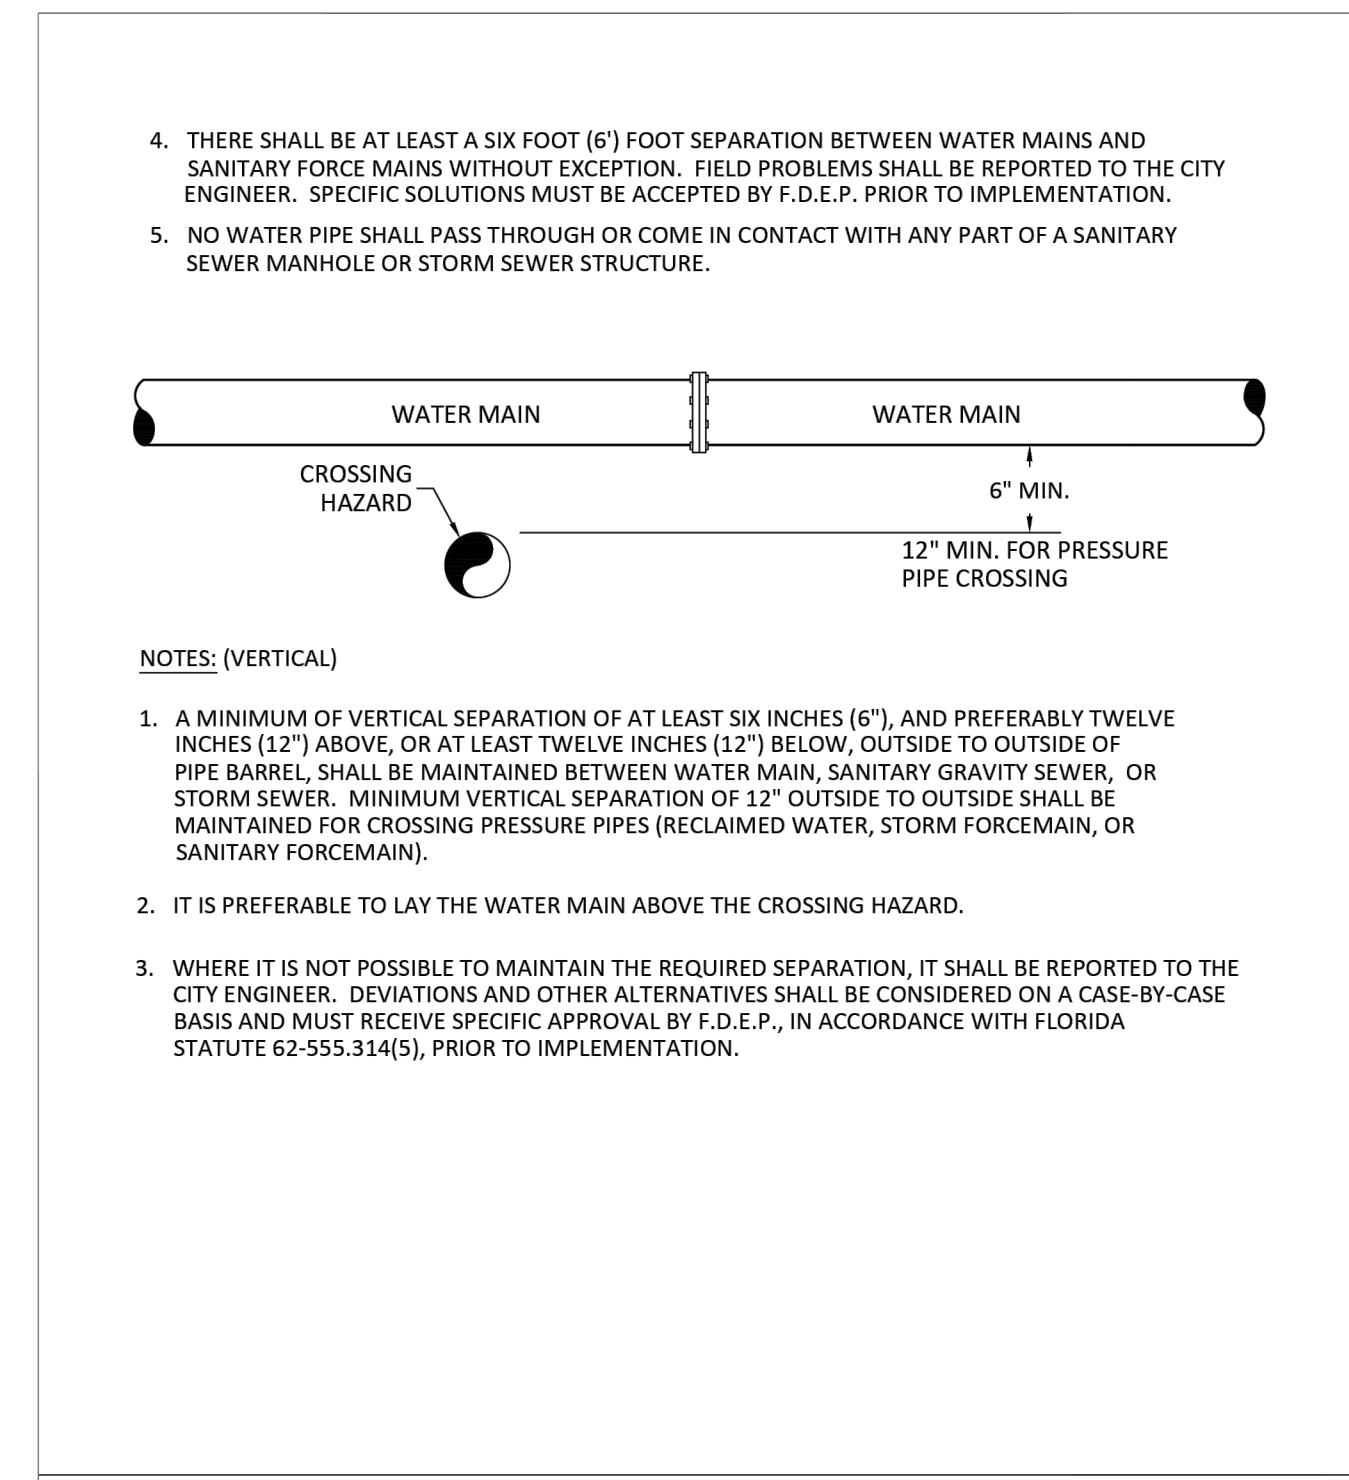 4. THERE SHALL BE AT LEAST A SIX FOOT (6') FOOT SEPARATION BETWEEN WATER MAINS AND
SANITARY FORCE MAINS WITHOUT EXCEPTION. FIELD PROBLEMS SHALL BE REPORTED TO THE CITY
ENGINEER. SPECIFIC SOLUTIONS MUST BE ACCEPTED BY F.D.E.P. PRIOR TO IMPLEMENTATION.
5. NO WATER PIPE SHALL PASS THROUGH OR COME IN CONTACT WITH ANY PART OF A SANITARY
SEWER MANHOLE OR STORM SEWER STRUCTURE.
WATER MAIN
WATER MAIN
CROSSING
HAZARD
6" MIN.
12" MIN. FOR PRESSURE
PIPE CROSSING
NOTES: (VERTICAL)
1. A MINIMUM OF VERTICAL SEPARATION OF AT LEAST SIX INCHES (6"), AND PREFERABLY TWELVE
INCHES (12") ABOVE, OR AT LEAST TWELVE INCHES (12") BELOW, OUTSIDE TO OUTSIDE OF
PIPE BARREL, SHALL BE MAINTAINED BETWEEN WATER MAIN, SANITARY GRAVITY SEWER, OR
STORM SEWER. MINIMUM VERTICAL SEPARATION OF 12" OUTSIDE TO OUTSIDE SHALL BE
MAINTAINED FOR CROSSING PRESSURE PIPES (RECLAIMED WATER, STORM FORCEMAIN, OR
SANITARY FORCEMAIN).
2. IT IS PREFERABLE TO LAY THE WATER MAIN ABOVE THE CROSSING HAZARD.
3. WHERE IT IS NOT POSSIBLE TO MAINTAIN THE REQUIRED SEPARATION, IT SHALL BE REPORTED TO THE
CITY ENGINEER. DEVIATIONS AND OTHER ALTERNATIVES SHALL BE CONSIDERED ON A CASE-BY-CASE
BASIS AND MUST RECEIVE SPECIFIC APPROVAL BY F.D.E.P., IN ACCORDANCE WITH FLORIDA
STATUTE 62-555.314(5), PRIOR TO IMPLEMENTATION.